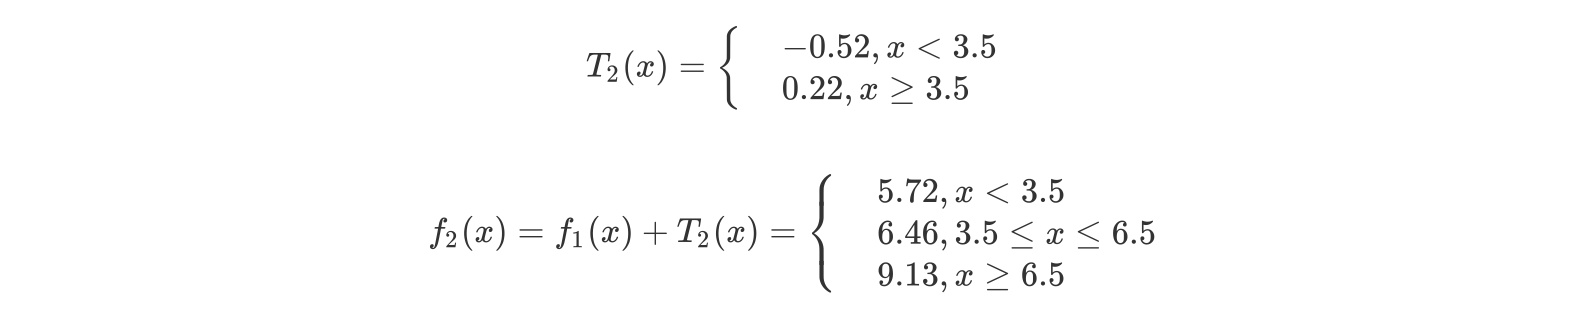 T₂(x) = { −0.52, x < 3.5
0.22, x ≥ 3.5
f₂(x) = f₁(x) + T₂(x) = { 5.72, x < 3.5
6.46, 3.5 ≤ x ≤ 6.5
9.13, x ≥ 6.5